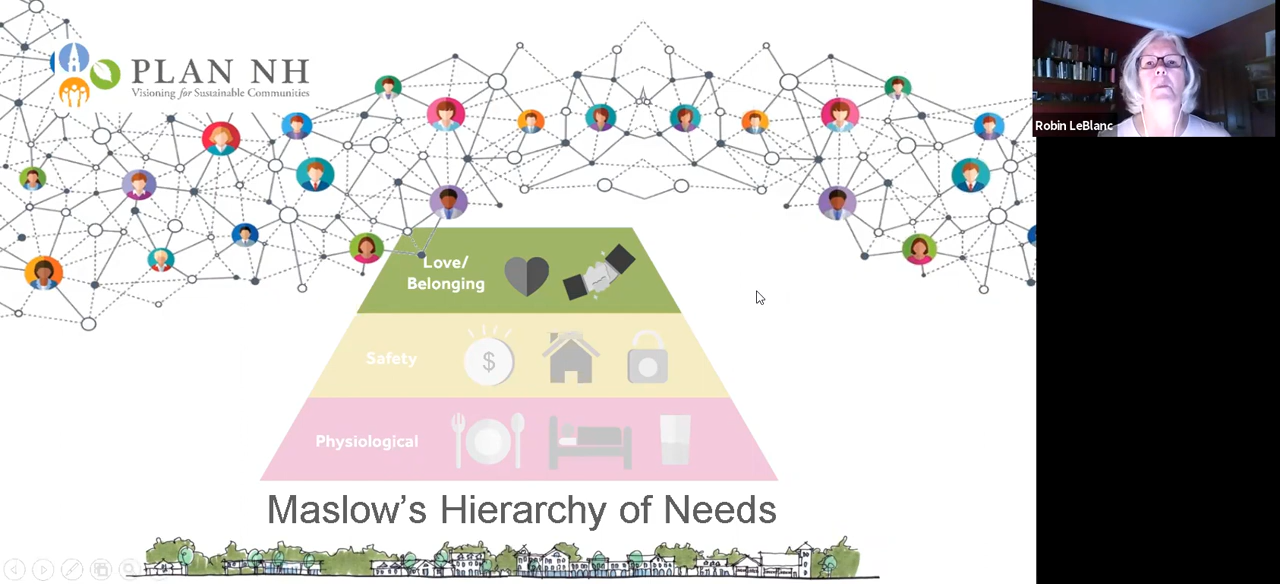 PLAN NH
Visioning for Sustainable Communities
Robin LeBlanc
Love/
Belonging
Safety
$
Physiological
Maslow's Hierarchy of Needs